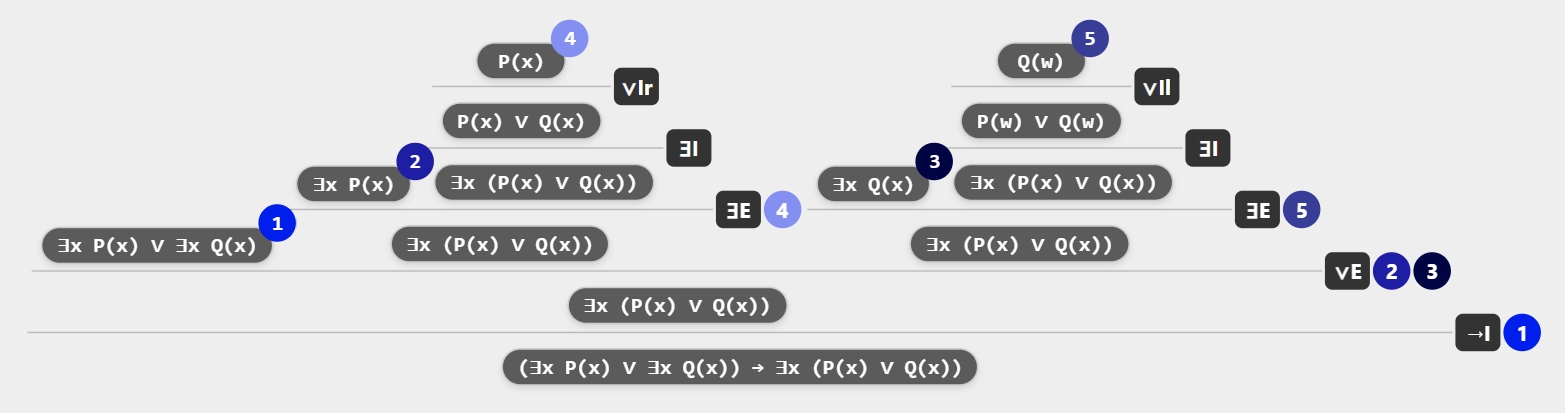 4 5
P(x) Q(w)
∨Ir ∨Il
P(x) ∨ Q(x) P(w) ∨ Q(w)
∃I ∃I
2 3
∃x P(x) ∃x (P(x) ∨ Q(x)) ∃x Q(x) ∃x (P(x) ∨ Q(x))
∃E 4 ∃E 5
1
∃x P(x) ∨ ∃x Q(x) ∃x (P(x) ∨ Q(x)) ∃x (P(x) ∨ Q(x))
∨E 2 3
∃x (P(x) ∨ Q(x))
→I 1
(∃x P(x) ∨ ∃x Q(x)) → ∃x (P(x) ∨ Q(x))